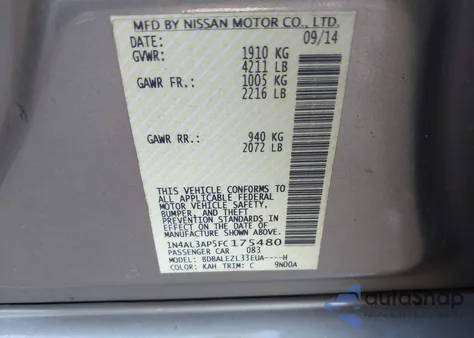 MFD BY NISSAN MOTOR CO., LTD.
DATE: 09/14
GVWR: 1910 KG
4211 LB
GAWR FR.: 1005 KG
2216 LB
GAWR RR.: 940 KG
2072 LB
THIS VEHICLE CONFORMS TO
ALL APPLICABLE FEDERAL
MOTOR VEHICLE SAFETY,
BUMPER, AND THEFT
PREVENTION STANDARDS IN
EFFECT ON THE DATE OF
MANUFACTURE SHOWN ABOVE.
1N4AL3AP5FC175480
PASSENGER CAR 083
MODEL: BDBALEZL33EUA----H
COLOR: KAH TRIM: C 9N00A
autosnap